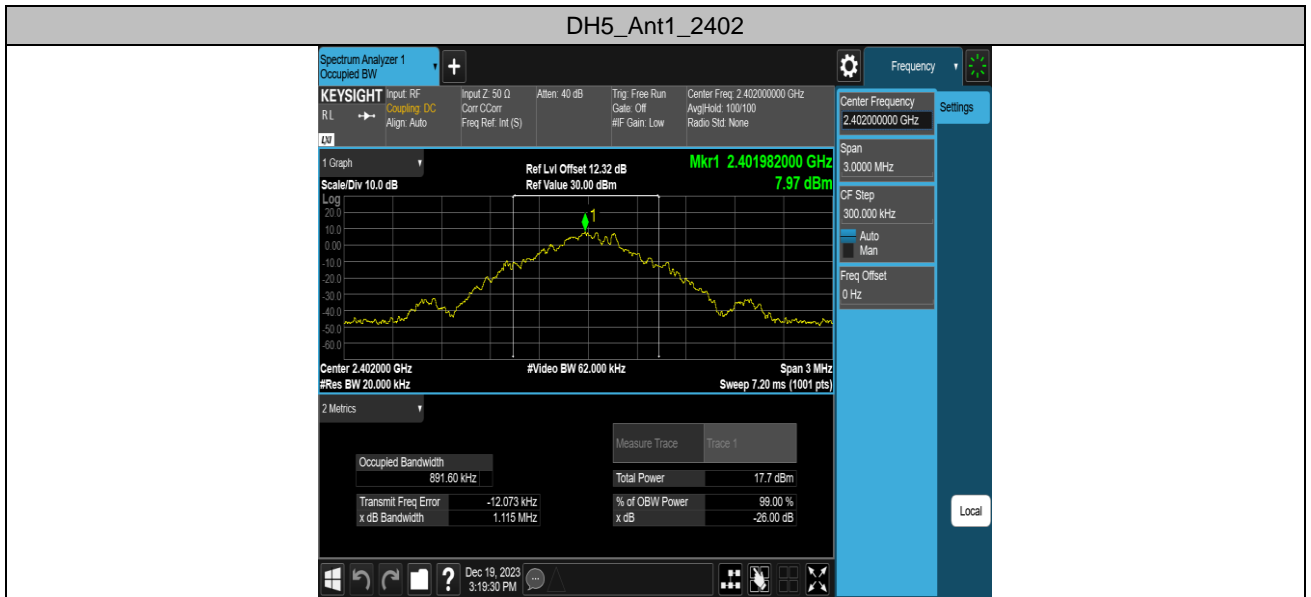 DH5_Ant1_2402
Spectrum Analyzer 1
Occupied BW
+
Frequency
KEYSIGHT
RL
LXI
Input: RF
Coupling: DC
Align: Auto
Input Z: 50 Ω
Corr CCorr
Freq Ref: Int (S)
Atten: 40 dB
Trig: Free Run
Gate: Off
#IF Gain: Low
Center Freq: 2.402000000 GHz
Avg|Hold: 100/100
Radio Std: None
Center Frequency
2.402000000 GHz
Settings
Span
3.0000 MHz
CF Step
300.000 kHz
Auto
Man
Freq Offset
0 Hz
1 Graph
Scale/Div 10.0 dB
Ref Lvl Offset 12.32 dB
Ref Value 30.00 dBm
Mkr1 2.401982000 GHz
7.97 dBm
Log
20.0
10.0
0.00
-10.0
-20.0
-30.0
-40.0
-50.0
-60.0
1
Center 2.402000 GHz
#Res BW 20.000 kHz
#Video BW 62.000 kHz
Span 3 MHz
Sweep 7.20 ms (1001 pts)
2 Metrics
Measure Trace Trace 1
Occupied Bandwidth
891.60 kHz
Total Power 17.7 dBm
Transmit Freq Error -12.073 kHz
% of OBW Power 99.00 %
x dB Bandwidth 1.115 MHz
x dB -26.00 dB
Local
?
Dec 19, 2023
3:19:30 PM